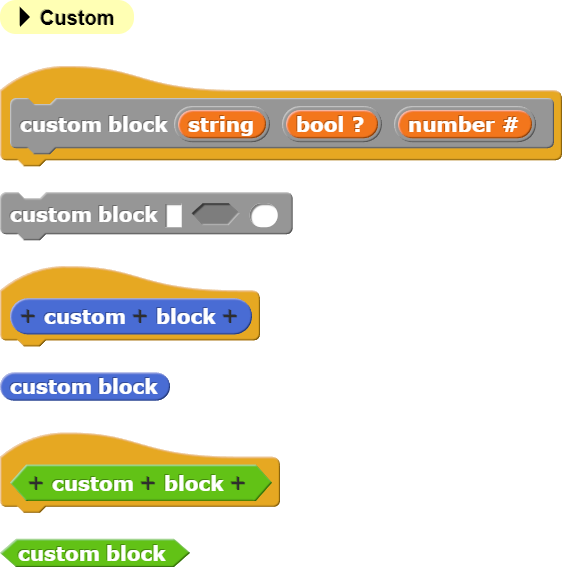 Custom
custom block string bool ? number #
custom block
+ custom + block +
custom block
+ custom + block +
custom block